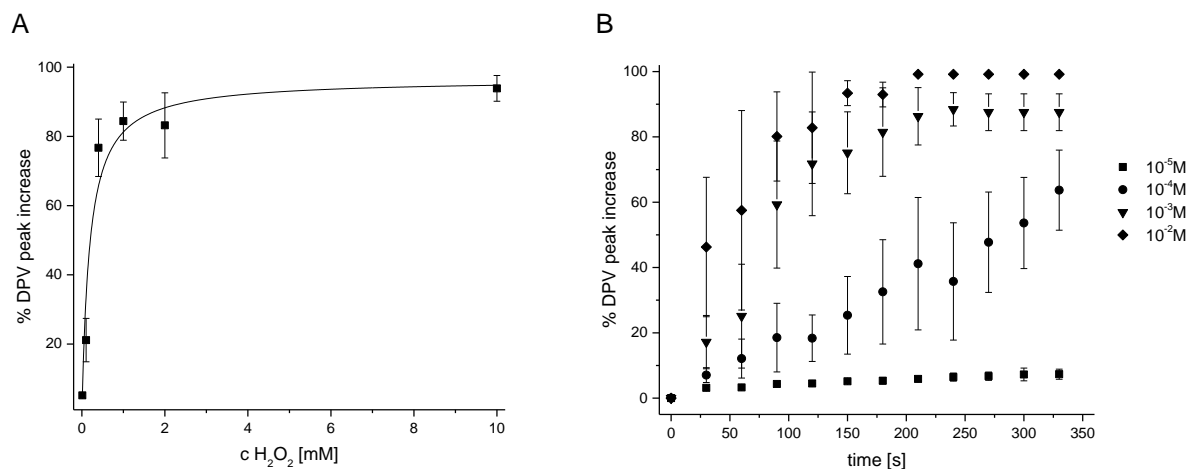 A
% DPV peak increase
100
80
60
40
20
0 2 4 6 8 10
c H₂O₂ [mM]
B
% DPV peak increase
100
80
60
40
20
0
0 50 100 150 200 250 300 350
time [s]
10⁻⁵M
10⁻⁴M
10⁻³M
10⁻²M